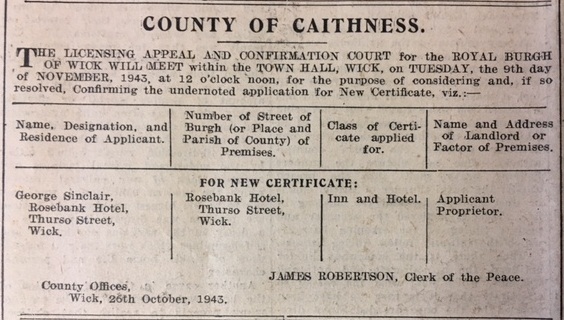 COUNTY OF CAITHNESS.
THE LICENSING APPEAL AND CONFIRMATION COURT for the ROYAL BURGH
OF WICK WILL MEET within the TOWN HALL, WICK, on TUESDAY, the 9th day
of NOVEMBER, 1943, at 12 o'clock noon, for the purpose of considering and, if so
resolved, Confirming the undernoted application for New Certificate, viz.:—
Name, Designation, and
Residence of Applicant.
Number of Street of
Burgh (or Place and
Parish of County) of
Premises.
Class of Certi-
cate applied
for.
Name and Address
of Landlord or
Factor of Premises.
FOR NEW CERTIFICATE:
George Sinclair,
Rosebank Hotel,
Thurso Street,
Wick.
Rosebank Hotel,
Thurso Street,
Wick.
Inn and Hotel.
Applicant
Proprietor.
JAMES ROBERTSON, Clerk of the Peace.
County Offices,
Wick, 26th October, 1943.